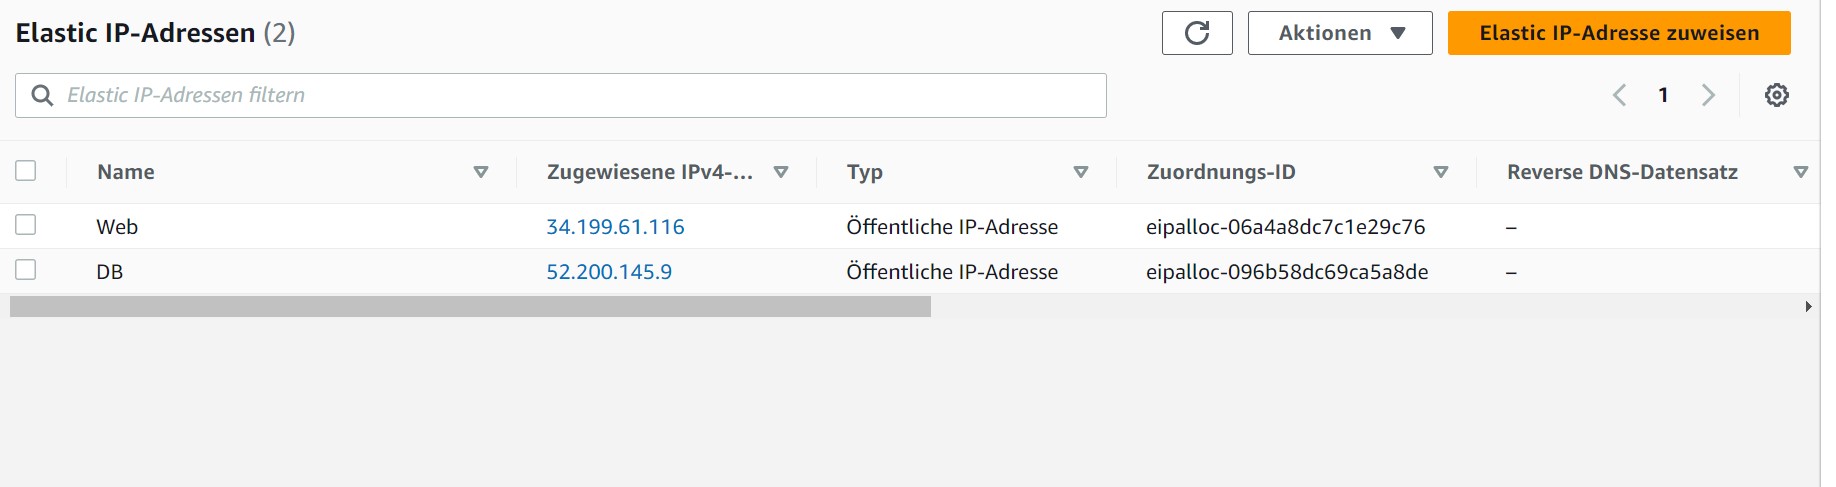 Elastic IP-Adressen (2)
Aktionen
Elastic IP-Adresse zuweisen
Elastic IP-Adressen filtern
1
Name Zugewiesene IPv4-... Typ Zuordnungs-ID Reverse DNS-Datensatz
Web 34.199.61.116 Öffentliche IP-Adresse eipalloc-06a4a8dc7c1e29c76 –
DB 52.200.145.9 Öffentliche IP-Adresse eipalloc-096b58dc69ca5a8de –